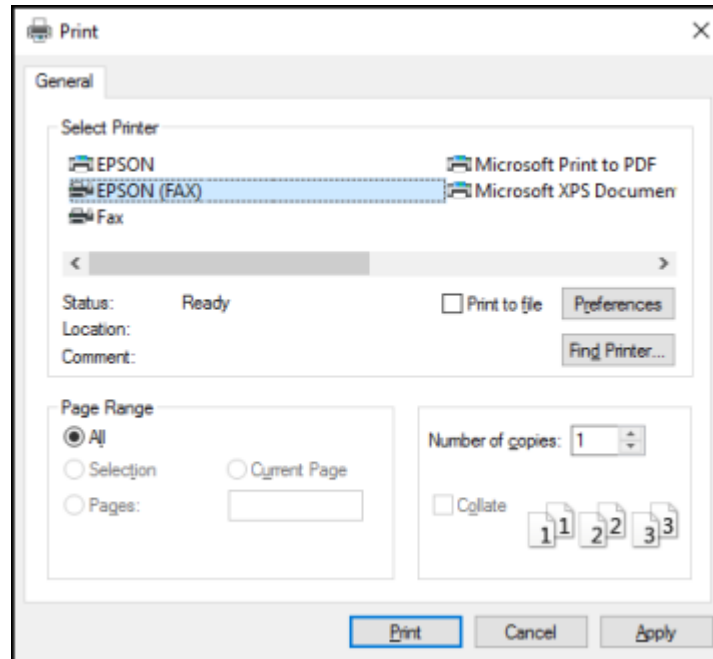 Print
General
Select Printer
EPSON
Microsoft Print to PDF
EPSON (FAX)
Microsoft XPS Documen
Fax
Status: Ready
Print to file
Preferences
Location:
Comment:
Find Printer...
Page Range
All
Selection
Current Page
Pages:
Number of copies: 1
Collate
1 1 2 2 3 3
Print
Cancel
Apply